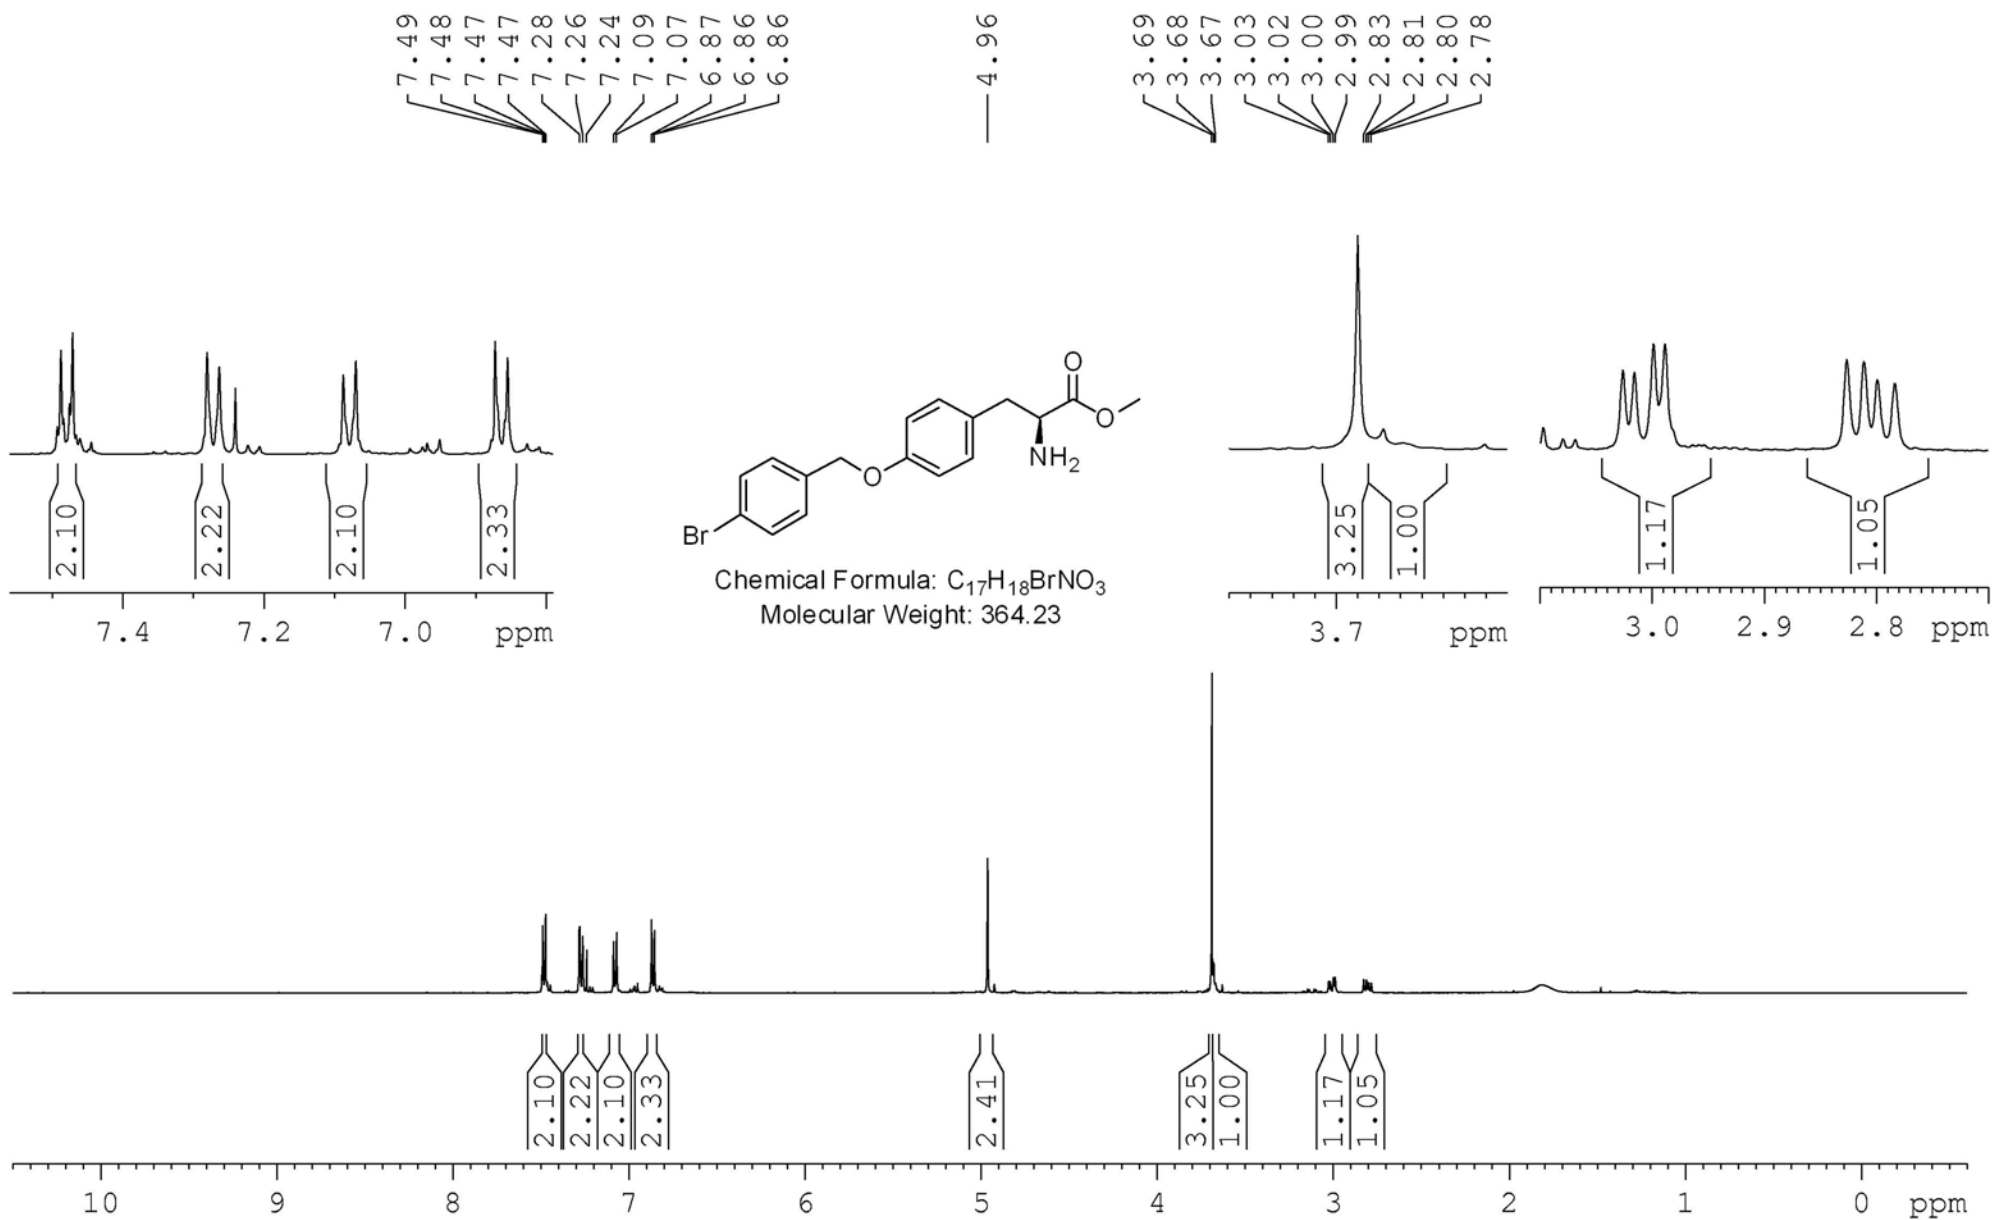 7.49 7.48 7.47 7.47 7.28 7.26 7.24 7.09 7.07 6.87 6.86 6.86 4.96 3.69 3.68 3.67 3.03 3.02 3.00 2.99 2.83 2.81 2.80 2.78
O
O
NH2
O
Br
Chemical Formula: C17H18BrNO3
Molecular Weight: 364.23
2.10 2.22 2.10 2.33
7.4 7.2 7.0 ppm
3.25 1.00
3.7 ppm
1.17 1.05
3.0 2.9 2.8 ppm
2.10 2.22 2.10 2.33 2.41 3.25 1.00 1.17 1.05
10 9 8 7 6 5 4 3 2 1 0 ppm